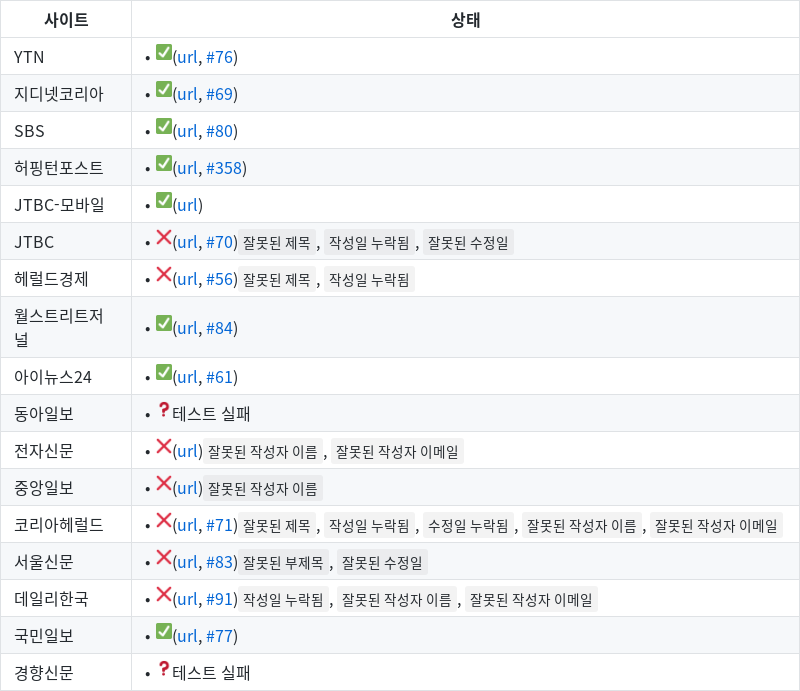 사이트 상태
YTN • ✅(url, #76)
지디넷코리아 • ✅(url, #69)
SBS • ✅(url, #80)
허핑턴포스트 • ✅(url, #358)
JTBC-모바일 • ✅(url)
JTBC • ❌(url, #70) 잘못된 제목 , 작성일 누락됨 , 잘못된 수정일
헤럴드경제 • ❌(url, #56) 잘못된 제목 , 작성일 누락됨
월스트리트저
널 • ✅(url, #84)
아이뉴스24 • ✅(url, #61)
동아일보 • ❓테스트 실패
전자신문 • ❌(url) 잘못된 작성자 이름 , 잘못된 작성자 이메일
중앙일보 • ❌(url) 잘못된 작성자 이름
코리아헤럴드 • ❌(url, #71) 잘못된 제목 , 작성일 누락됨 , 수정일 누락됨 , 잘못된 작성자 이름 , 잘못된 작성자 이메일
서울신문 • ❌(url, #83) 잘못된 부제목 , 잘못된 수정일
데일리한국 • ❌(url, #91) 작성일 누락됨 , 잘못된 작성자 이름 , 잘못된 작성자 이메일
국민일보 • ✅(url, #77)
경향신문 • ❓테스트 실패